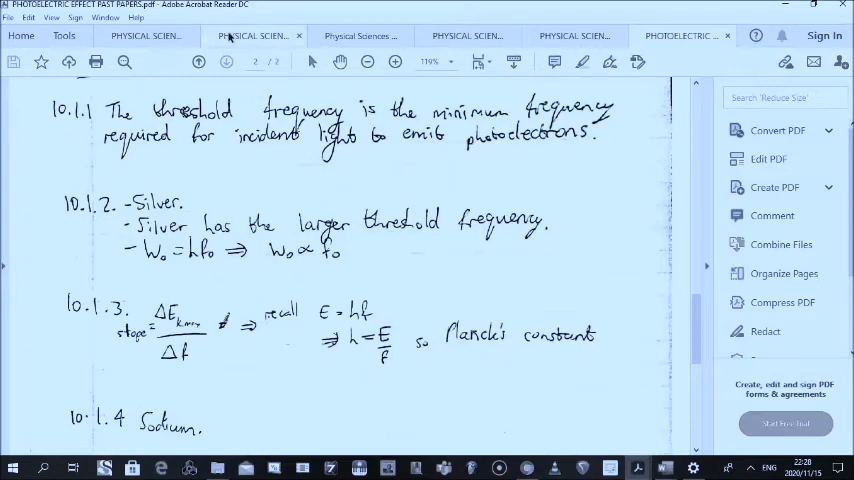 PHOTOELECTRIC EFFECT PAST PAPERS.pdf - Adobe Acrobat Reader DC
File Edit View Sign Window Help
Home Tools PHYSICAL SCIEN... PHYSICAL SCIEN... Physical Sciences ... PHYSICAL SCIEN... PHYSICAL SCIEN... PHOTOELECTRIC ... Sign In
2 / 2 119%
Search 'Reduce Size'
Convert PDF
Edit PDF
Create PDF
Comment
Combine Files
Organize Pages
Compress PDF
Redact
Create, edit and sign PDF
forms & agreements
Start Free Trial
10.1.1 The threshold frequency is the minimum frequency
required for incident light to emit photoelectrons.
10.1.2. - Silver.
- Silver has the larger threshold frequency.
- W₀ = hf₀ ⇒ W₀ ∝ f₀
10.1.3. slope = ΔE_kmax / Δf ⇒ recall E = hf
⇒ h = E/f so Planck's constant
10.1.4 Sodium.
ENG 22:28
2020/11/15